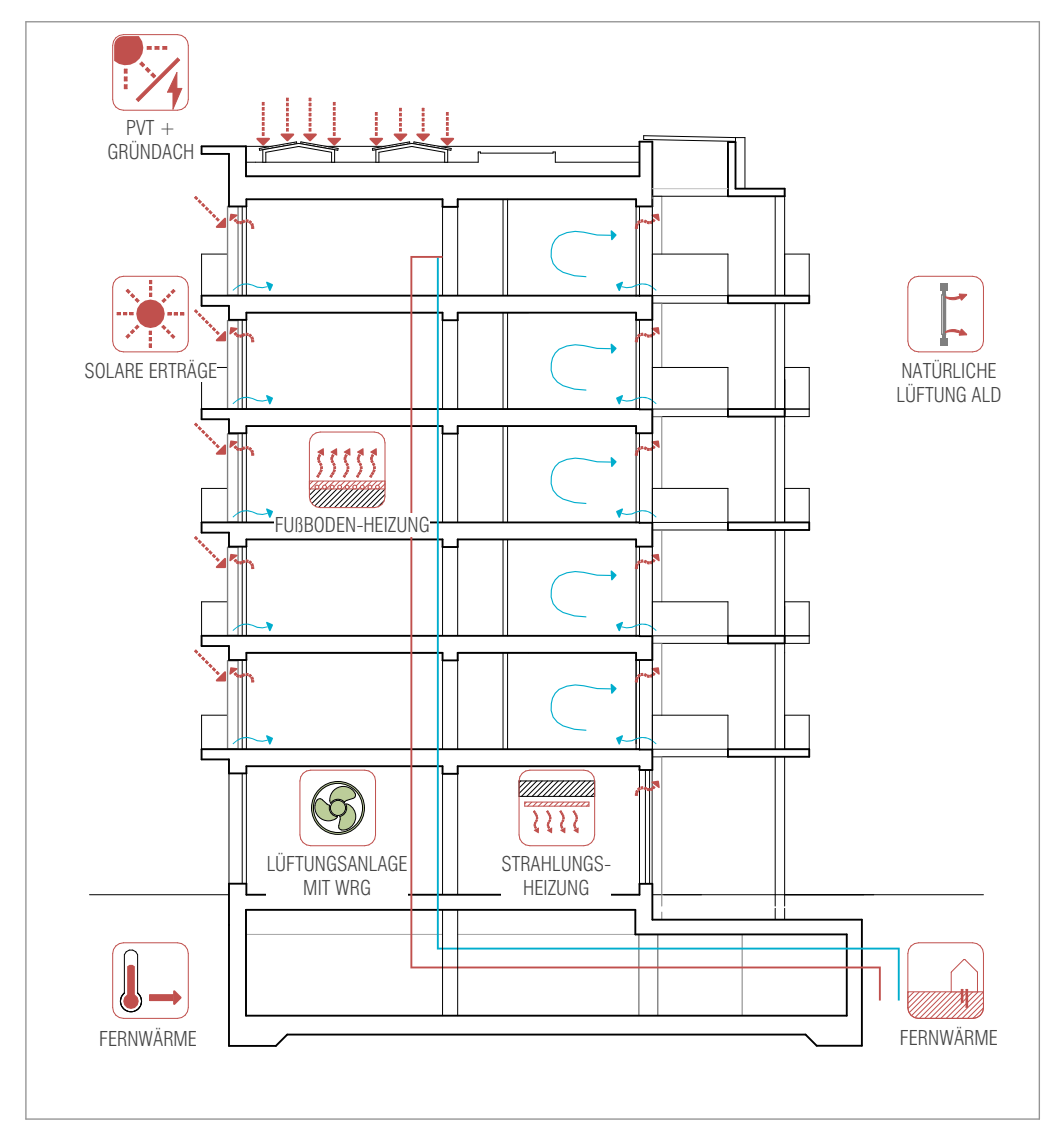 PVT +
GRÜNDACH
SOLARE ERTRÄGE
NATÜRLICHE
LÜFTUNG ALD
FUßBODEN-HEIZUNG
LÜFTUNGSANLAGE
MIT WRG
STRAHLUNGS-
HEIZUNG
FERNWÄRME
FERNWÄRME